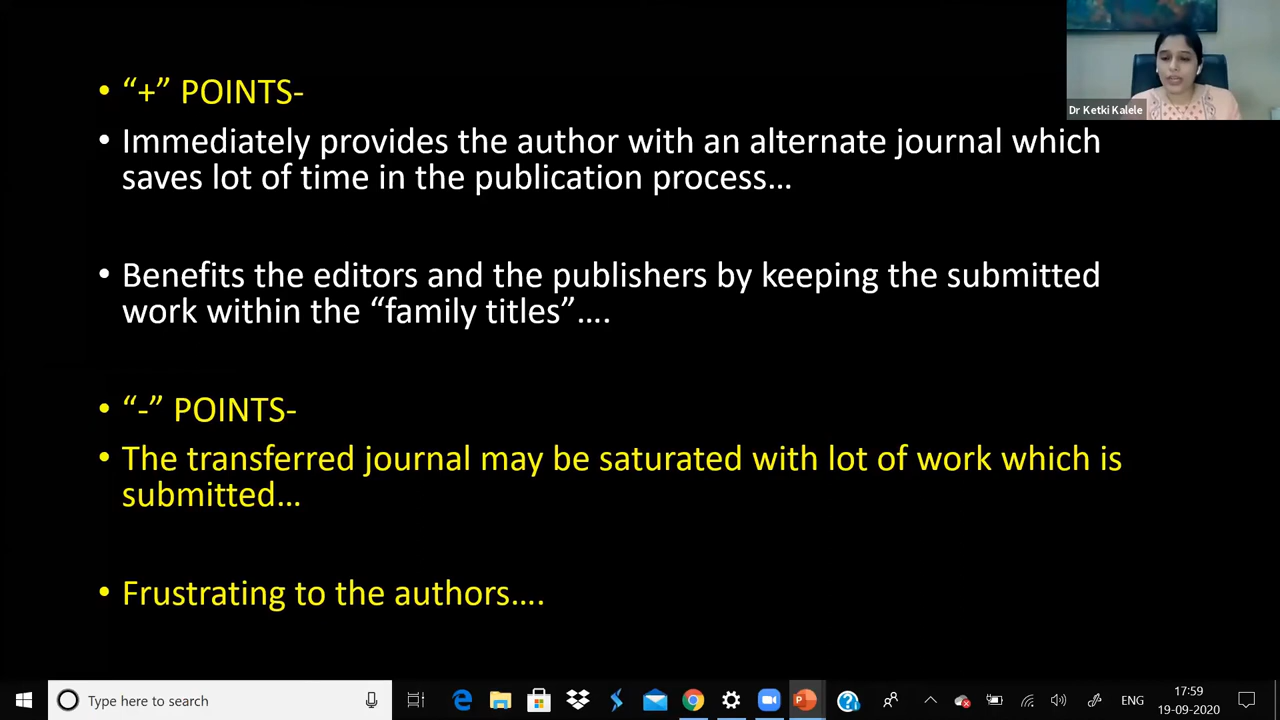 Dr Ketki Kalele
• “+” POINTS-
• Immediately provides the author with an alternate journal which
saves lot of time in the publication process…
• Benefits the editors and the publishers by keeping the submitted
work within the “family titles”….
• “-” POINTS-
• The transferred journal may be saturated with lot of work which is
submitted…
• Frustrating to the authors….
Type here to search
ENG
17:59
19-09-2020